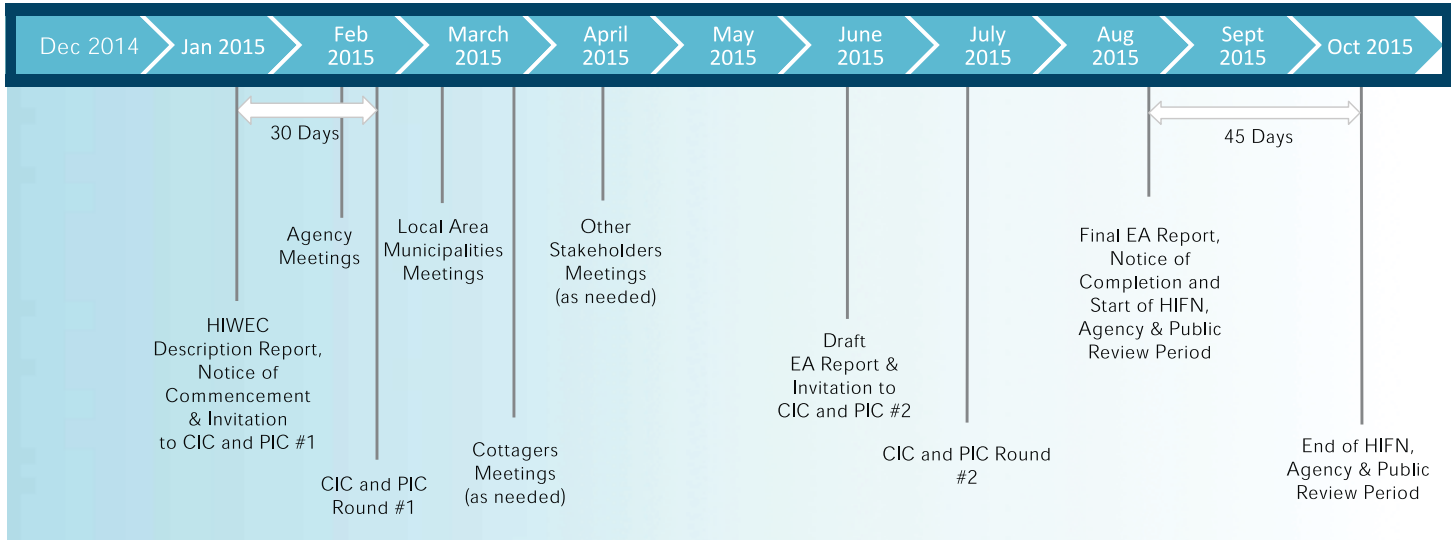 Dec 2014
Jan 2015
Feb
2015
March
2015
April
2015
May
2015
June
2015
July
2015
Aug
2015
Sept
2015
Oct 2015
30 Days
45 Days
HIWEC
Description Report,
Notice of
Commencement
& Invitation
to CIC and PIC #1
Agency
Meetings
CIC and PIC
Round #1
Local Area
Municipalities
Meetings
Cottagers
Meetings
(as needed)
Other
Stakeholders
Meetings
(as needed)
Draft
EA Report &
Invitation to
CIC and PIC #2
CIC and PIC Round
#2
Final EA Report,
Notice of
Completion and
Start of HIFN,
Agency & Public
Review Period
End of HIFN,
Agency & Public
Review Period